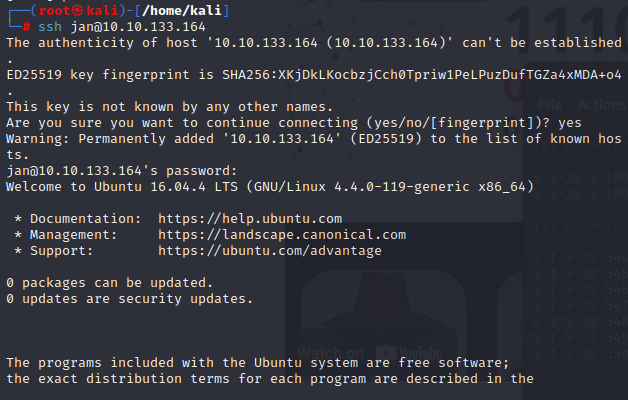 ┌──(root㉿kali)-[/home/kali]
└─# ssh jan@10.10.133.164
The authenticity of host '10.10.133.164 (10.10.133.164)' can't be established
.
ED25519 key fingerprint is SHA256:XKjDkLKocbzjCch0Tpriw1PeLPuzDufTGZa4xMDA+o4
.
This key is not known by any other names.
Are you sure you want to continue connecting (yes/no/[fingerprint])? yes
Warning: Permanently added '10.10.133.164' (ED25519) to the list of known hos
ts.
jan@10.10.133.164's password:
Welcome to Ubuntu 16.04.4 LTS (GNU/Linux 4.4.0-119-generic x86_64)
 * Documentation:  https://help.ubuntu.com
 * Management:     https://landscape.canonical.com
 * Support:        https://ubuntu.com/advantage
0 packages can be updated.
0 updates are security updates.
The programs included with the Ubuntu system are free software;
the exact distribution terms for each program are described in the
File Actions
Watch on YouTube